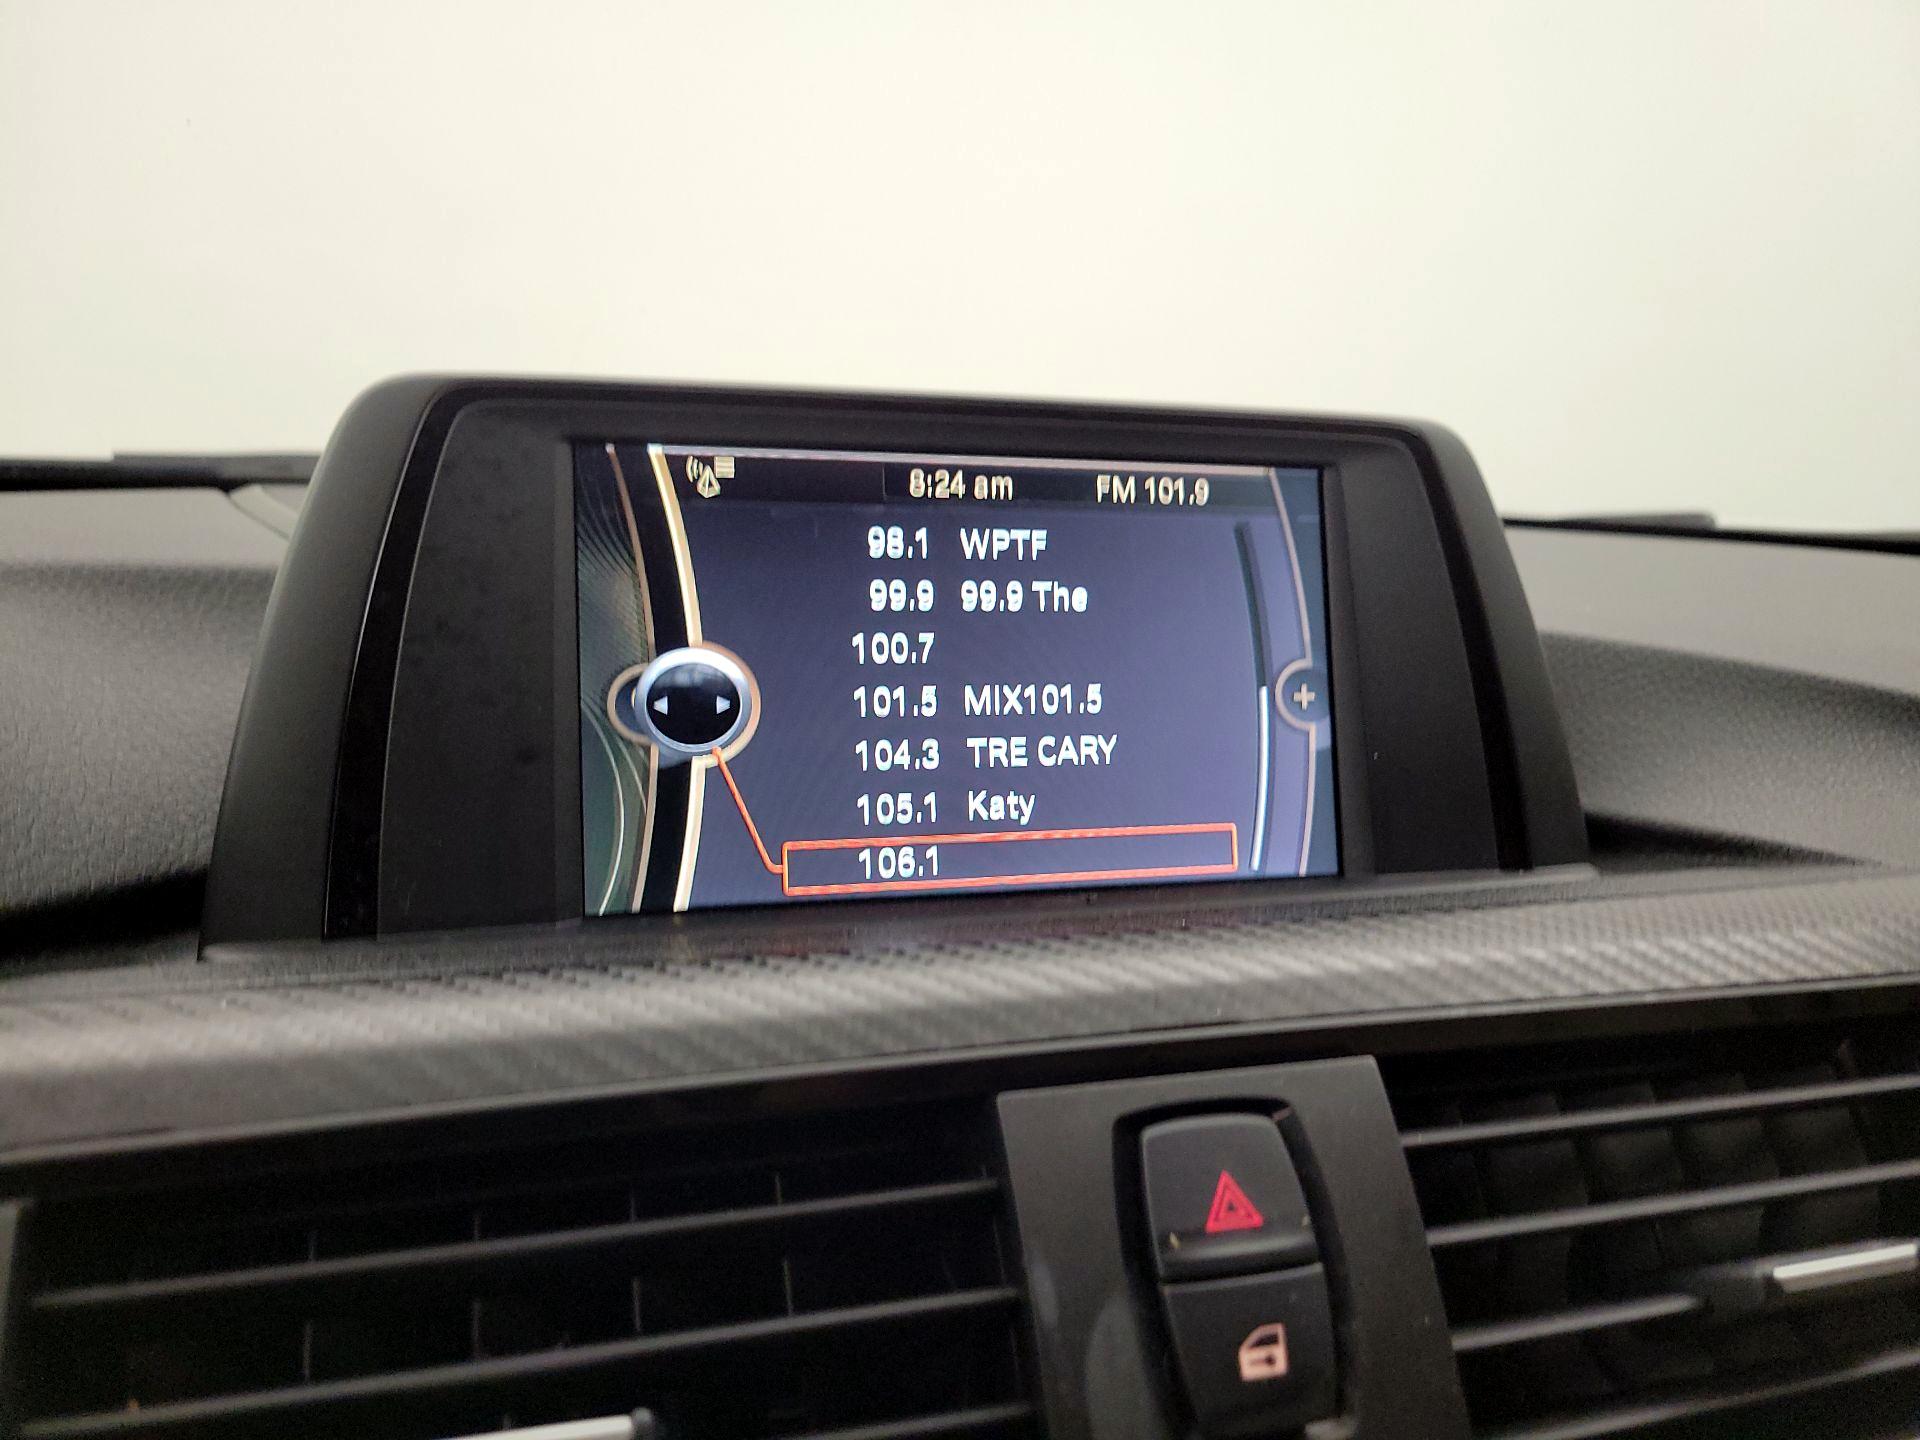 8:24 am FM 101.9
98.1 WPTF
99.9 99.9 The
100.7
101.5 MIX101.5
104.3 TRE CARY
105.1 Katy
106.1
+